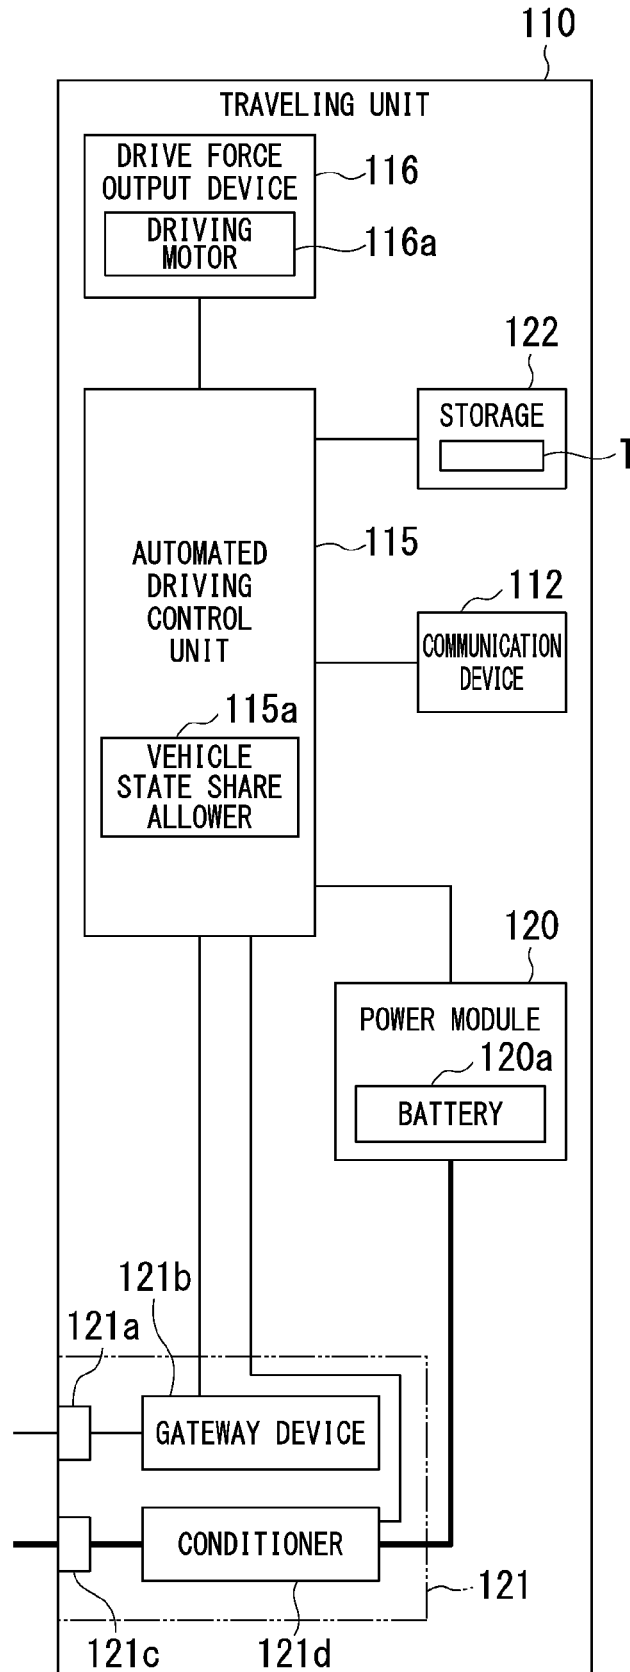 110
TRAVELING UNIT
DRIVE FORCE
OUTPUT DEVICE
116
DRIVING
MOTOR
116a
122
STORAGE
115
AUTOMATED
DRIVING
CONTROL
UNIT
112
COMMUNICATION
DEVICE
115a
VEHICLE
STATE SHARE
ALLOWER
120
POWER MODULE
120a
BATTERY
121b
121a
GATEWAY DEVICE
CONDITIONER
121
121c
121d